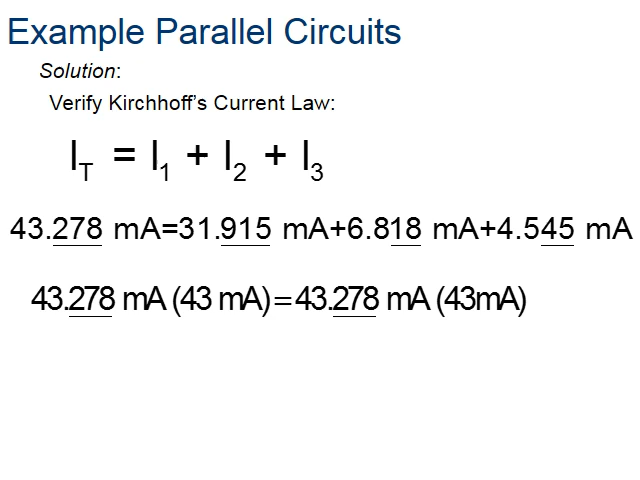 Example Parallel Circuits
Solution:
Verify Kirchhoff's Current Law:
I_T = I_1 + I_2 + I_3
43.278 mA=31.915 mA+6.818 mA+4.545 mA
43.278 mA (43 mA)=43.278 mA (43mA)